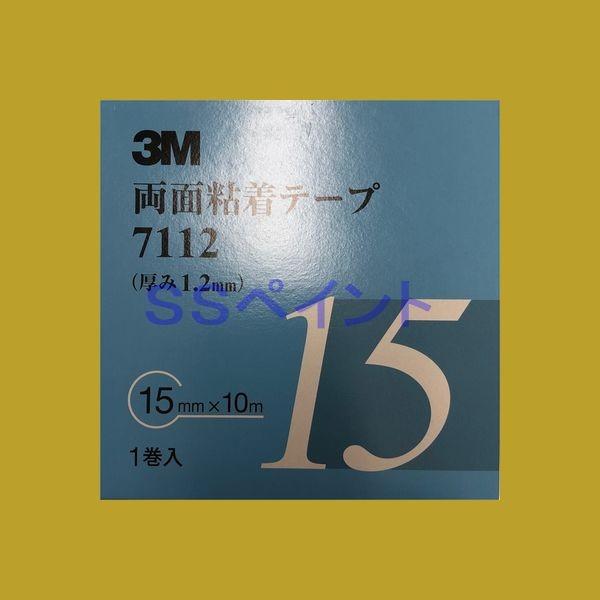 3M
両面粘着テープ
7112
(厚み1.2mm)
SSペイント
15
15mm×10m
1巻入